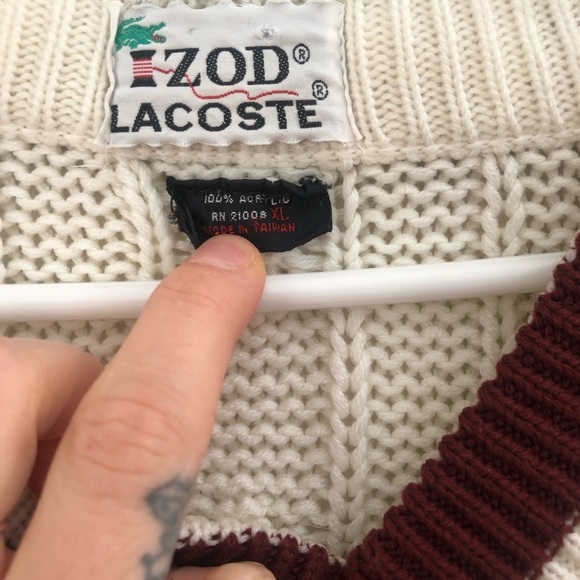 IZOD®
LACOSTE®
100% ACRYLIC
RN 21008 XL.
MADE IN TAIWAN